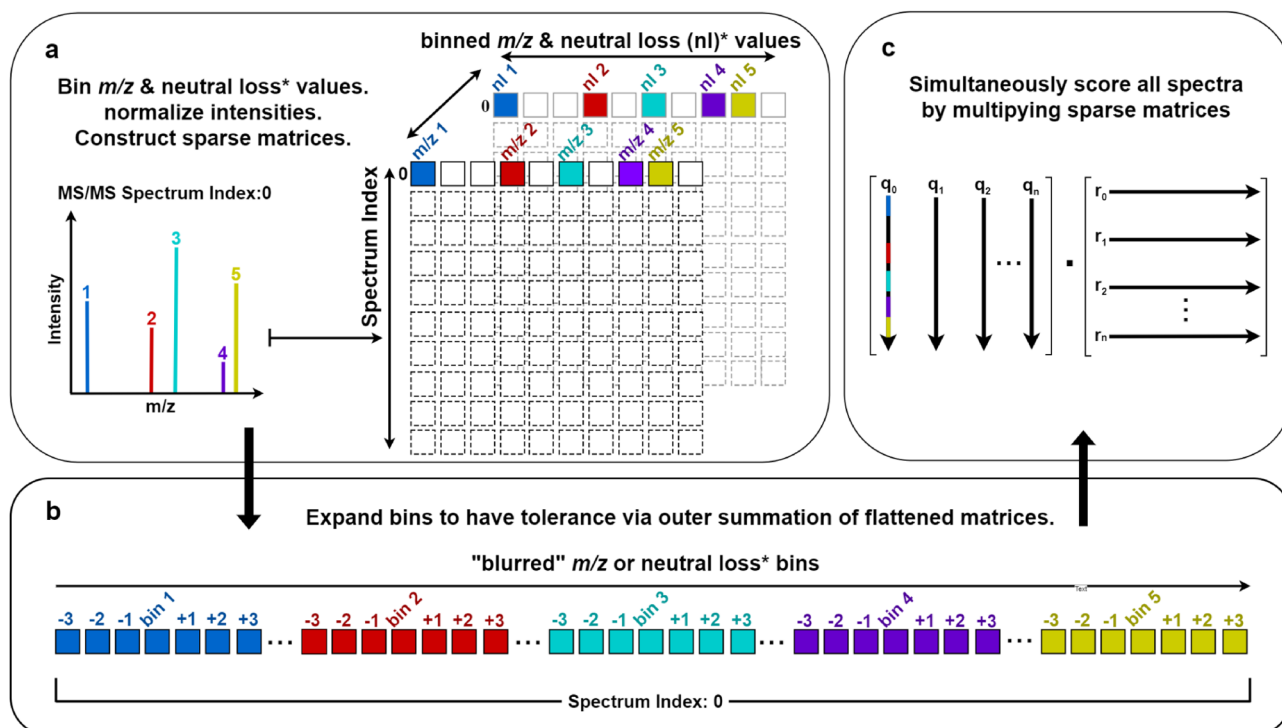 a
Bin m/z & neutral loss* values.
normalize intensities.
Construct sparse matrices.
MS/MS Spectrum Index:0
Intensity
1
2
3
4
5
m/z
binned m/z & neutral loss (nl)* values
nl 1
nl 2
nl 3
nl 4
nl 5
0
m/z 1
m/z 2
m/z 3
m/z 4
m/z 5
0
Spectrum Index
c
Simultaneously score all spectra
by multipying sparse matrices
q0 q1 q2 qn
...
.
r0
r1
r2
⋮
rn
b
Expand bins to have tolerance via outer summation of flattened matrices.
"blurred" m/z or neutral loss* bins
Text
-3 -2 -1 bin 1 +1 +2 +3
...
-3 -2 -1 bin 2 +1 +2 +3
...
-3 -2 -1 bin 3 +1 +2 +3
...
-3 -2 -1 bin 4 +1 +2 +3
...
-3 -2 -1 bin 5 +1 +2 +3
Spectrum Index: 0